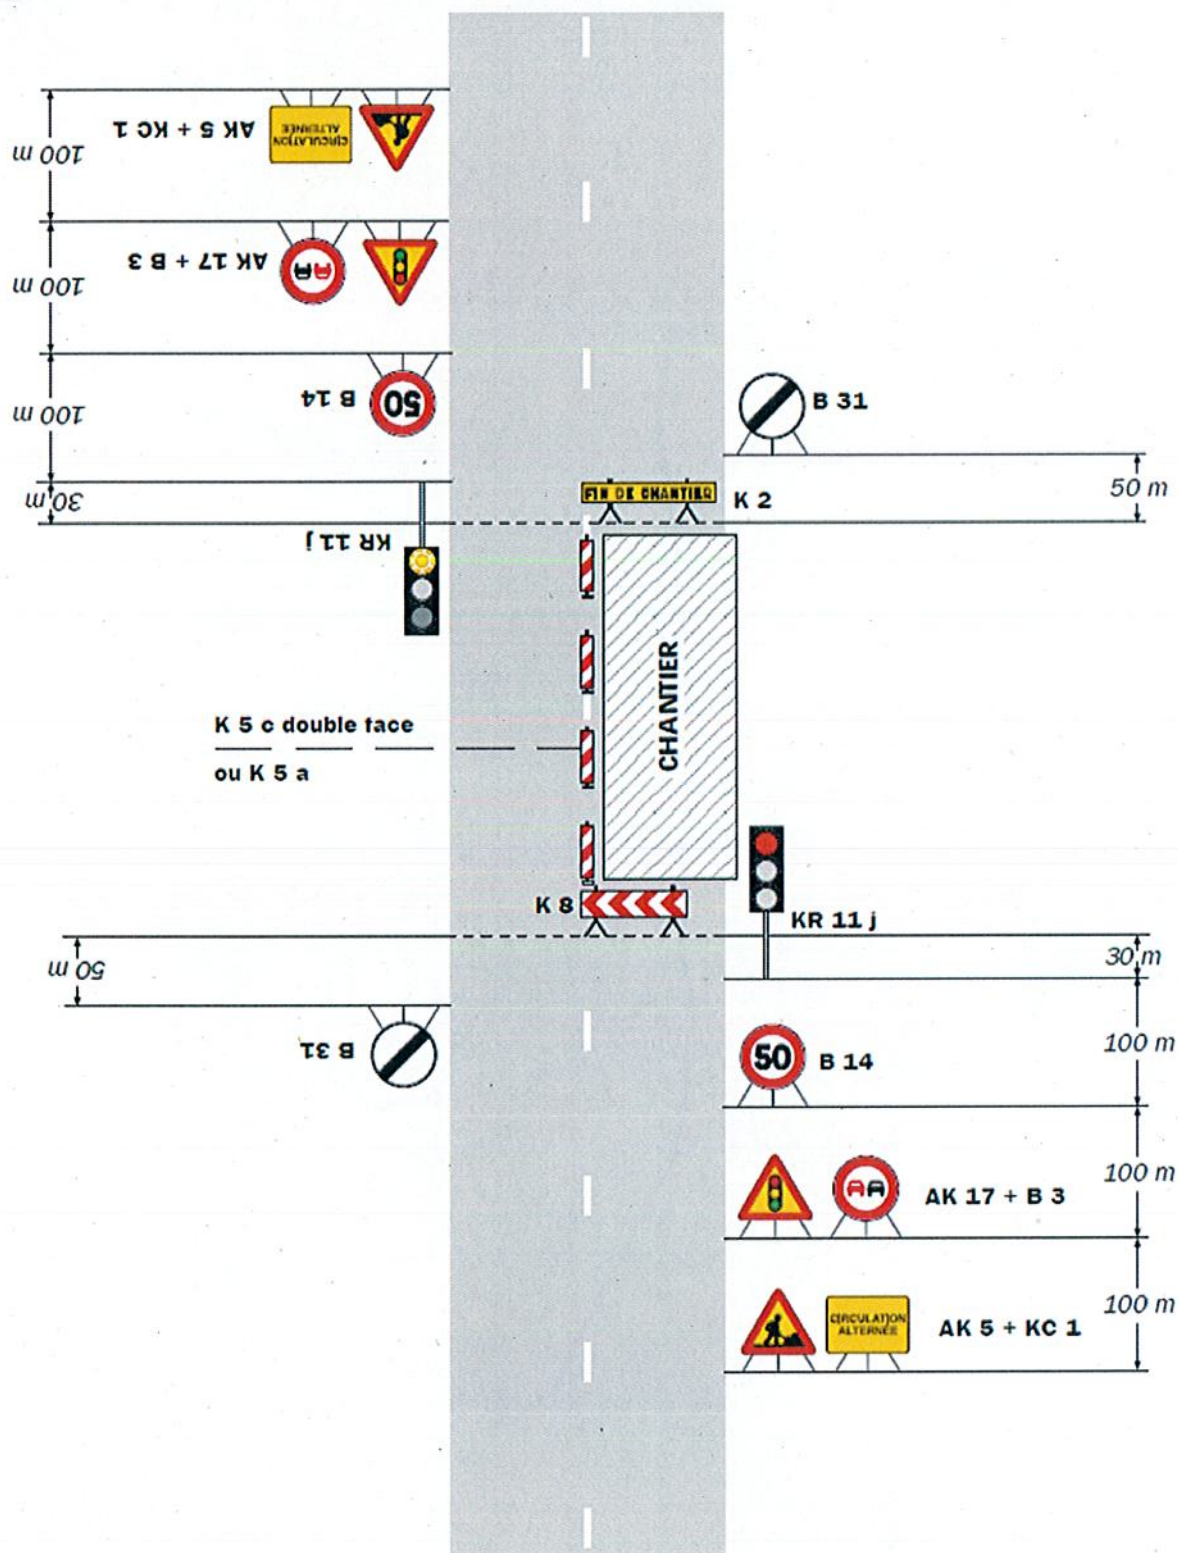 AK 5 + KC 1
CIRCULATION
ALTERNÉE
100 m
AK 17 + B 3
100 m
B 14
50
100 m
B 31
30 m
FIN DE CHANTIER
K 2
50 m
KR 11 j
CHANTIER
K 5 c double face
ou K 5 a
K 8
KR 11 j
50 m
30 m
B 31
50
B 14
100 m
AK 17 + B 3
100 m
CIRCULATION
ALTERNÉE
AK 5 + KC 1
100 m